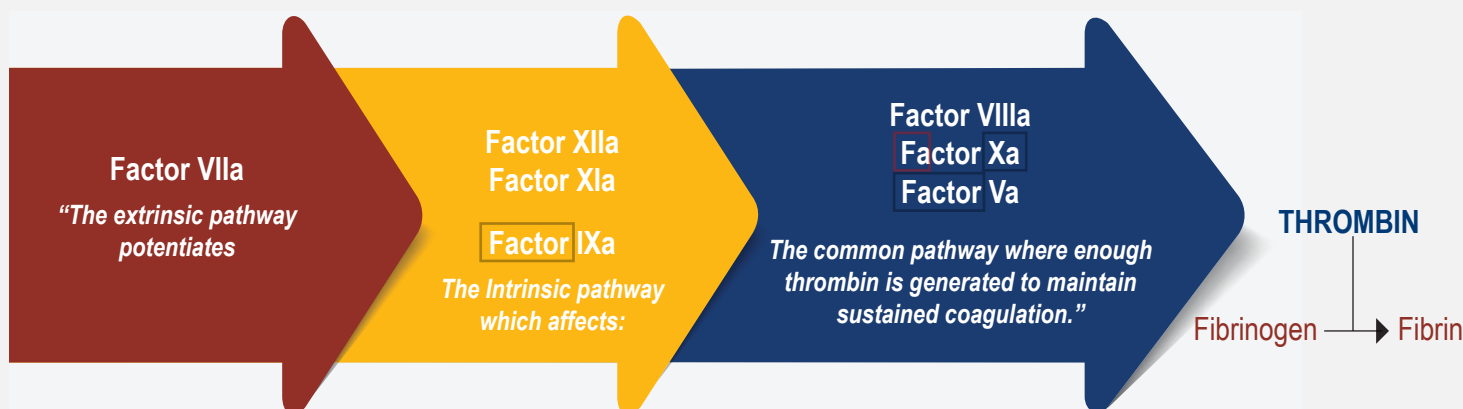 Factor VIIa
“The extrinsic pathway
potentiates
Factor XIIa
Factor XIa
Factor IXa
The Intrinsic pathway
which affects:
Factor VIIIa
Factor Xa
Factor Va
The common pathway where enough
thrombin is generated to maintain
sustained coagulation.”
THROMBIN
Fibrinogen
Fibrin